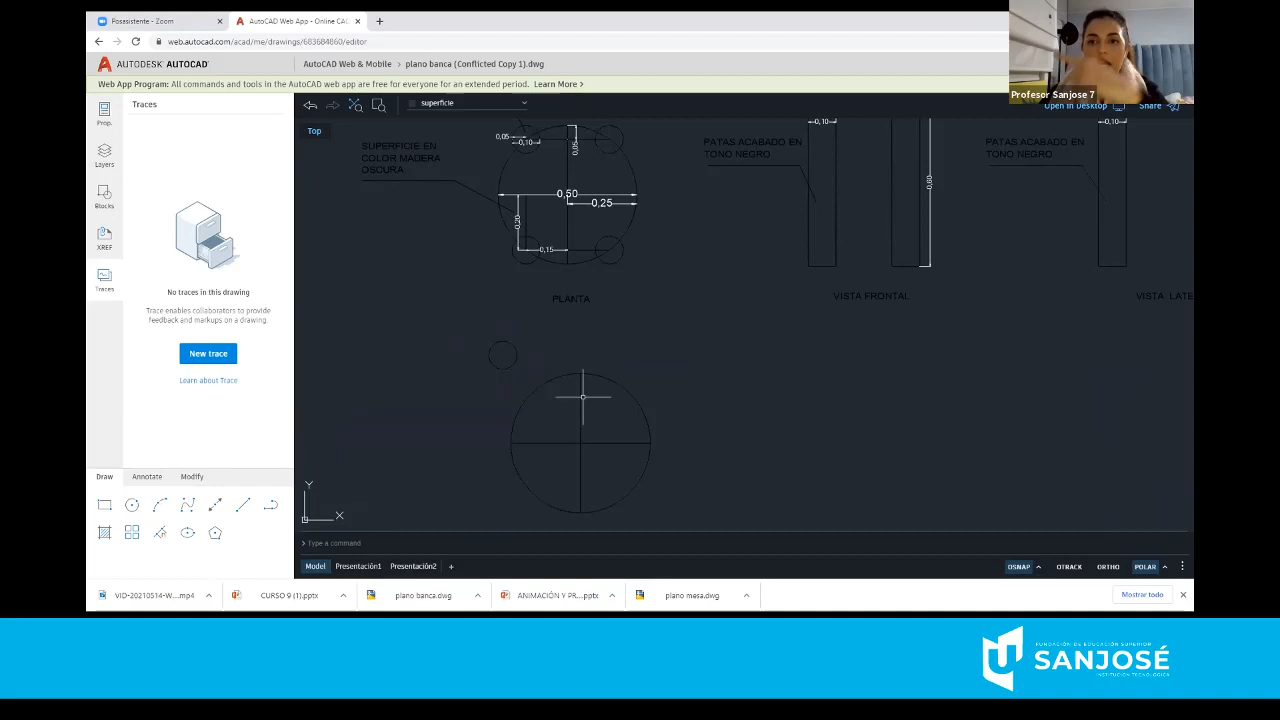 Posasistente - Zoom
AutoCAD Web App - Online CAD
web.autocad.com/acad/me/drawings/683684860/editor
Profesor Sanjose 7
AUTODESK AUTOCAD
AutoCAD Web & Mobile
plano banca (Conflicted Copy 1).dwg
Web App Program: All commands and tools in the AutoCAD web app are free for everyone for an extended period. Learn More >
Traces
superficie
Open in Desktop
Share
Prop.
Layers
Blocks
XREF
Traces
Top
SUPERFICIE EN
COLOR MADERA
OSCURA
0,05
0,10
0,05
0,50
0,25
0,20
0,15
PLANTA
PATAS ACABADO EN
TONO NEGRO
0,10
0,60
VISTA FRONTAL
PATAS ACABADO EN
TONO NEGRO
0,10
VISTA LATE
No traces in this drawing
Trace enables collaborators to provide
feedback and markups on a drawing.
New trace
Learn about Trace
Draw
Annotate
Modify
Y
X
Type a command
Model
Presentación1
Presentación2
+
OSNAP
OTRACK
ORTHO
POLAR
VID-20210514-W....mp4
CURSO 9 (1).pptx
plano banca.dwg
ANIMACIÓN Y PR....pptx
plano mesa.dwg
Mostrar todo
FUNDACIÓN DE EDUCACIÓN SUPERIOR
SANJOSÉ
INSTITUCIÓN TECNOLÓGICA